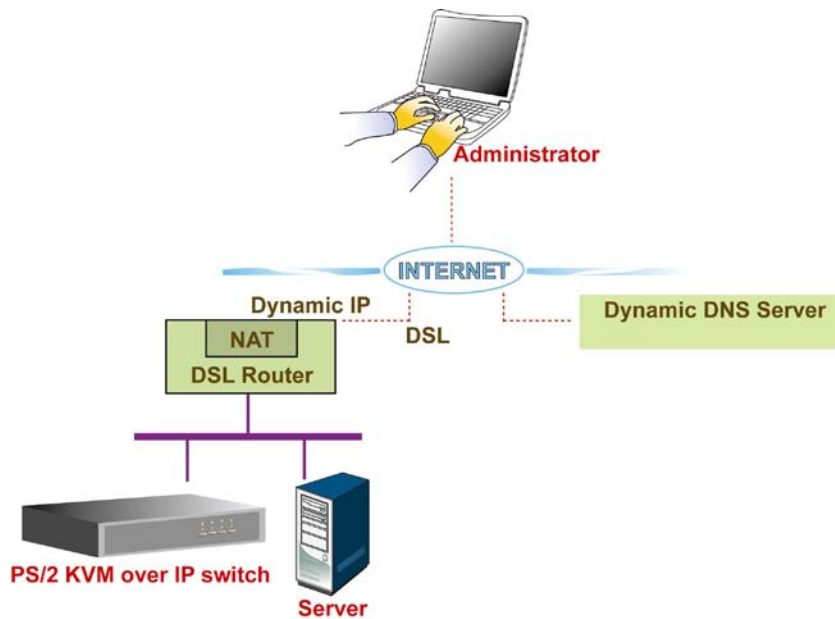 Administrator
INTERNET
Dynamic IP
DSL
Dynamic DNS Server
NAT
DSL Router
PS/2 KVM over IP switch
Server